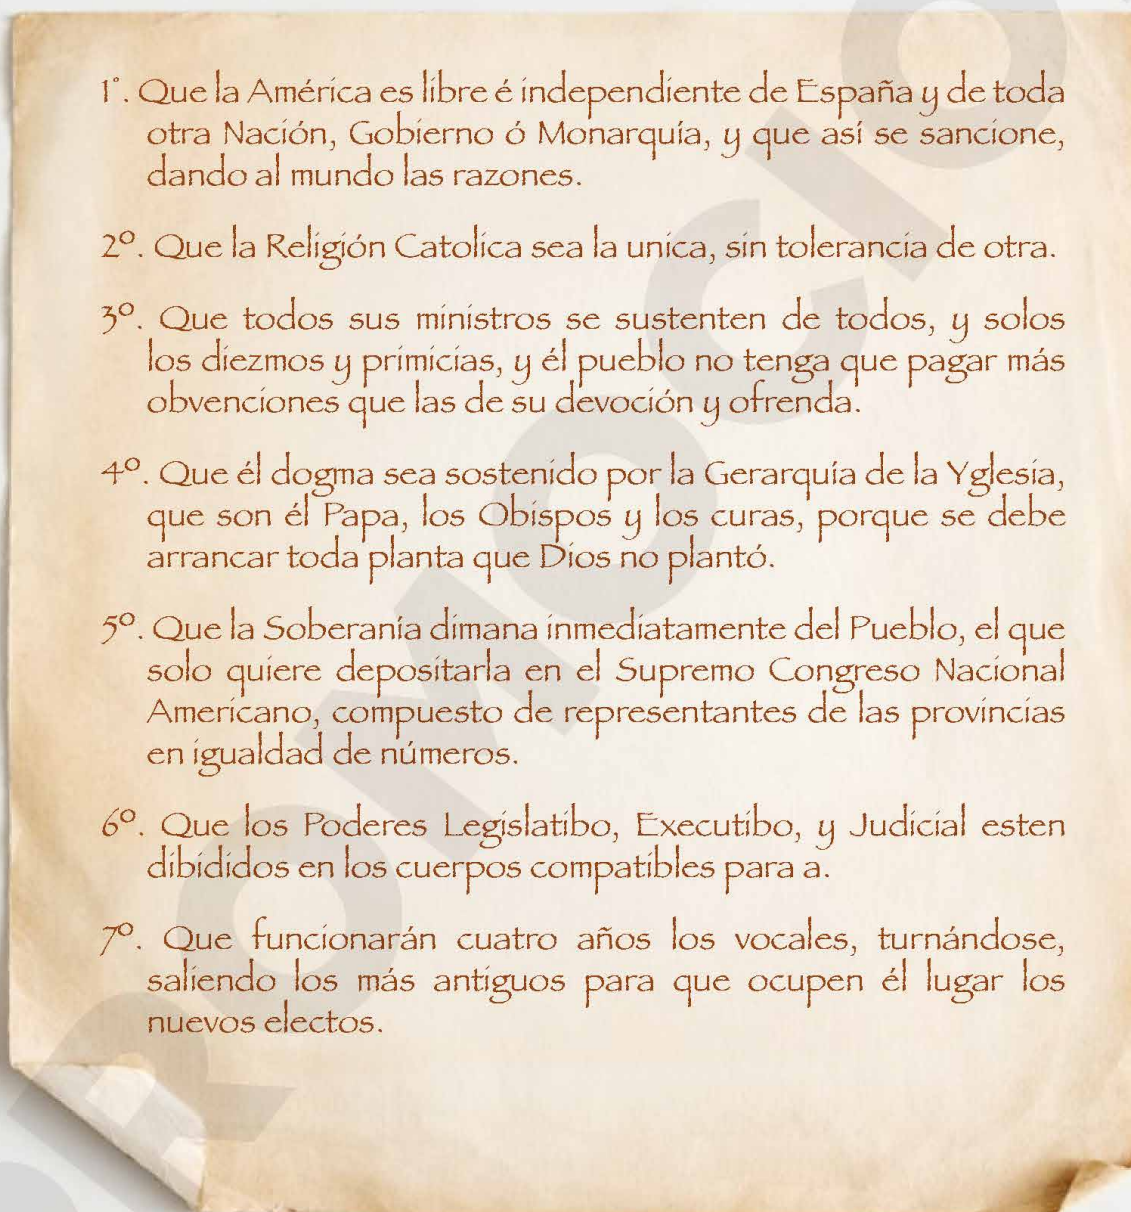 1°. Que la América es libre é independiente de España y de toda
otra Nación, Gobierno ó Monarquía, y que así se sancione,
dando al mundo las razones.
2º. Que la Religión Catolica sea la unica, sin tolerancia de otra.
3º. Que todos sus ministros se sustenten de todos, y solos
los diezmos y primicias, y él pueblo no tenga que pagar más
obvenciones que las de su devoción y ofrenda.
4º. Que él dogma sea sostenido por la Gerarquía de la Yglesia,
que son él Papa, los Obispos y los curas, porque se debe
arrancar toda planta que Dios no plantó.
5º. Que la Soberanía dimana inmediatamente del Pueblo, el que
solo quiere depositarla en el Supremo Congreso Nacional
Americano, compuesto de representantes de las provincias
en igualdad de números.
6º. Que los Poderes Legislatibo, Executibo, y Judicial esten
dibididos en los cuerpos compatibles para a.
7º. Que funcionarán cuatro años los vocales, turnándose,
saliendo los más antiguos para que ocupen él lugar los
nuevos electos.
PROMOCIO